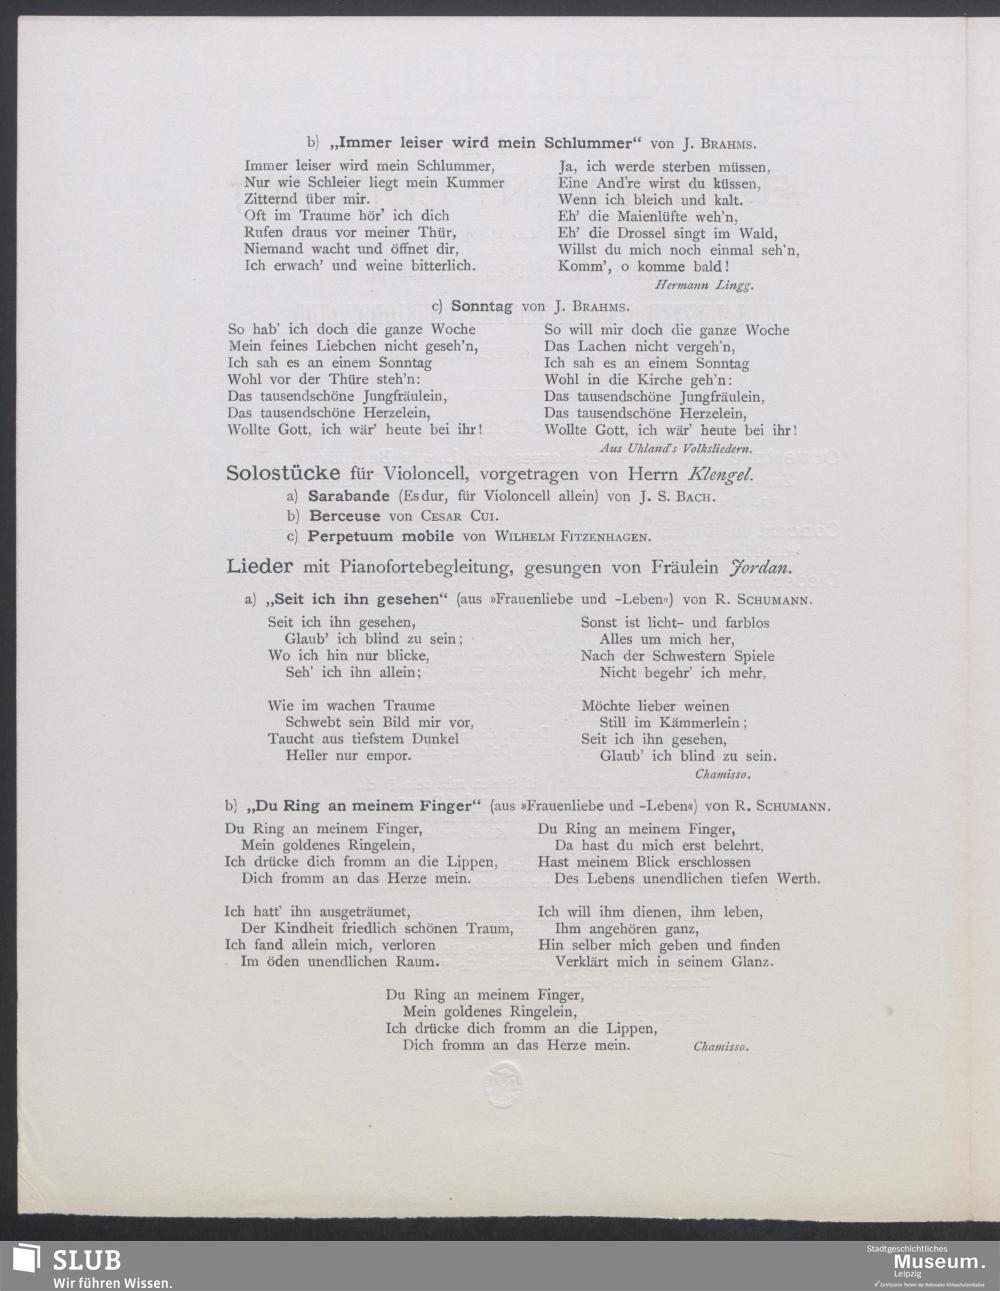 b) „Immer leiser wird mein Schlummer“ von J. Brahms.
Immer leiser wird mein Schlummer,
Nur wie Schleier liegt mein Kummer
Zitternd über mir.
Oft im Traume hör’ ich dich
Rufen draus vor meiner Thür,
Niemand wacht und öffnet dir,
Ich erwach’ und weine bitterlich.
Ja, ich werde sterben müssen,
Eine And’re wirst du küssen,
Wenn ich bleich und kalt.
Eh’ die Maienlüfte weh’n,
Eh’ die Drossel singt im Wald,
Willst du mich noch einmal seh’n,
Komm’, o komme bald!
Hermann Lingg.
c) Sonntag von J. Brahms.
So hab’ ich doch die ganze Woche
Mein feines Liebchen nicht geseh’n,
Ich sah es an einem Sonntag
Wohl vor der Thüre steh’n:
Das tausendschöne Jungfräulein,
Das tausendschöne Herzelein,
Wollte Gott, ich wär’ heute bei ihr!
So will mir doch die ganze Woche
Das Lachen nicht vergeh’n,
Ich sah es an einem Sonntag
Wohl in die Kirche geh’n:
Das tausendschöne Jungfräulein,
Das tausendschöne Herzelein,
Wollte Gott, ich wär’ heute bei ihr!
Aus Uhland’s Volksliedern.
Solostücke für Violoncell, vorgetragen von Herrn Klengel.
a) Sarabande (Esdur, für Violoncell allein) von J. S. Bach.
b) Berceuse von Cesar Cui.
c) Perpetuum mobile von Wilhelm Fitzenhagen.
Lieder mit Pianofortebegleitung, gesungen von Fräulein Jordan.
a) „Seit ich ihn gesehen“ (aus »Frauenliebe und -Leben«) von R. Schumann.
Seit ich ihn gesehen,
Glaub’ ich blind zu sein;
Wo ich hin nur blicke,
Seh’ ich ihn allein;
Wie im wachen Traume
Schwebt sein Bild mir vor,
Taucht aus tiefstem Dunkel
Heller nur empor.
Sonst ist licht- und farblos
Alles um mich her,
Nach der Schwestern Spiele
Nicht begehr’ ich mehr,
Möchte lieber weinen
Still im Kämmerlein;
Seit ich ihn gesehen,
Glaub’ ich blind zu sein.
Chamisso.
b) „Du Ring an meinem Finger“ (aus »Frauenliebe und -Leben«) von R. Schumann.
Du Ring an meinem Finger,
Mein goldenes Ringelein,
Ich drücke dich fromm an die Lippen,
Dich fromm an das Herze mein.
Ich hatt’ ihn ausgeträumet,
Der Kindheit friedlich schönen Traum,
Ich fand allein mich, verloren
Im öden unendlichen Raum.
Du Ring an meinem Finger,
Da hast du mich erst belehrt,
Hast meinem Blick erschlossen
Des Lebens unendlichen tiefen Werth.
Ich will ihm dienen, ihm leben,
Ihm angehören ganz,
Hin selber mich geben und finden
Verklärt mich in seinem Glanz.
Du Ring an meinem Finger,
Mein goldenes Ringelein,
Ich drücke dich fromm an die Lippen,
Dich fromm an das Herze mein.
Chamisso.
SLUB
Wir führen Wissen.
Stadtgeschichtliches
Museum.
Leipzig
Zertifizierter Partner der Nationalen Klimaschutzinitiative